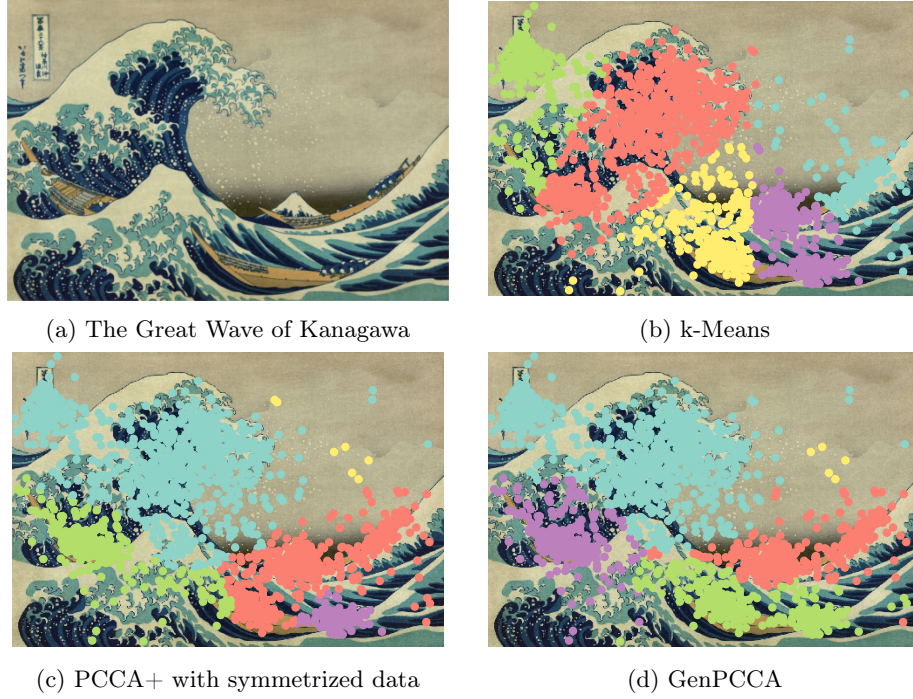 (a) The Great Wave of Kanagawa
(b) k-Means
(c) PCCA+ with symmetrized data
(d) GenPCCA